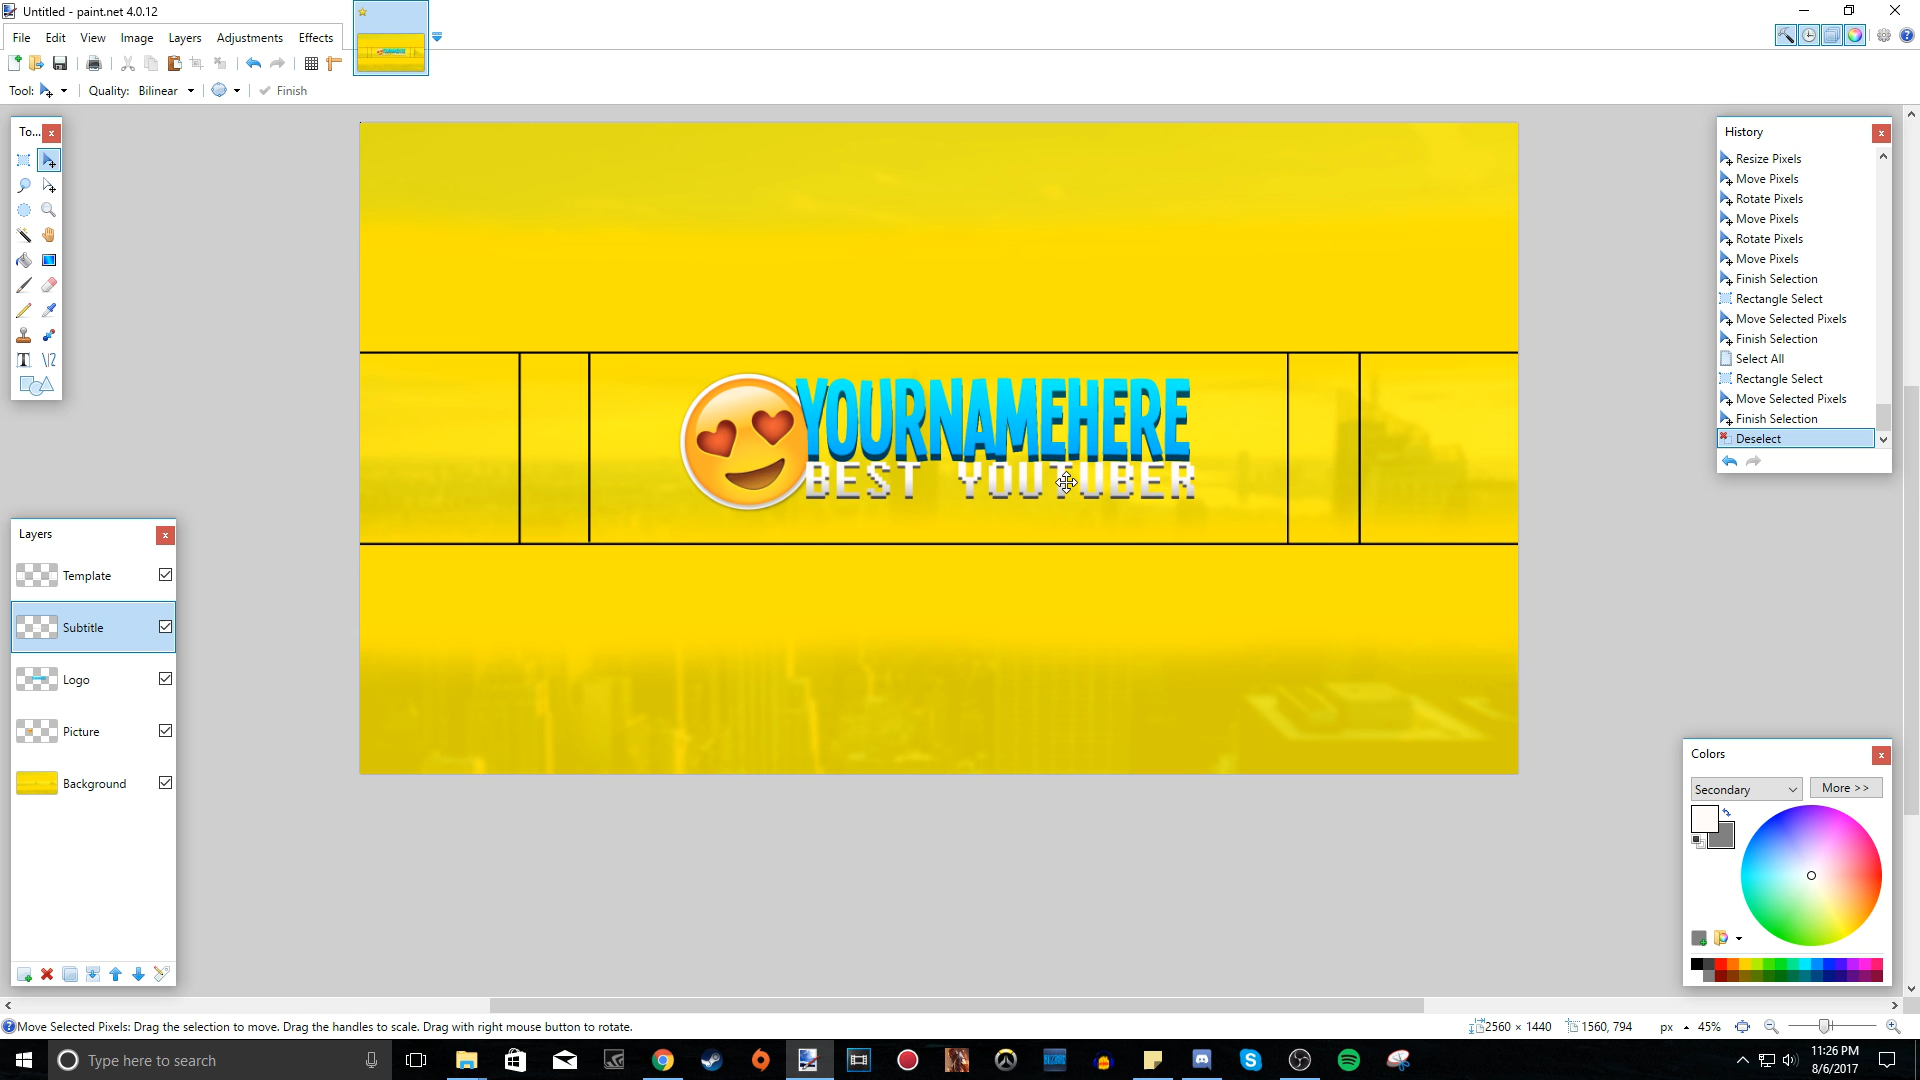 Untitled - paint.net 4.0.12
File Edit View Image Layers Adjustments Effects
Tool: Quality: Bilinear Finish
To...
History
Resize Pixels
Move Pixels
Rotate Pixels
Move Pixels
Rotate Pixels
Move Pixels
Finish Selection
Rectangle Select
Move Selected Pixels
Finish Selection
Select All
Rectangle Select
Move Selected Pixels
Finish Selection
Deselect
YOURNAMEHERE
BEST YOUTUBER
Layers
Template
Subtitle
Logo
Picture
Background
Colors
Secondary More >>
Move Selected Pixels: Drag the selection to move. Drag the handles to scale. Drag with right mouse button to rotate.
2560 × 1440 1560, 794 px 45%
Type here to search
11:26 PM
8/6/2017